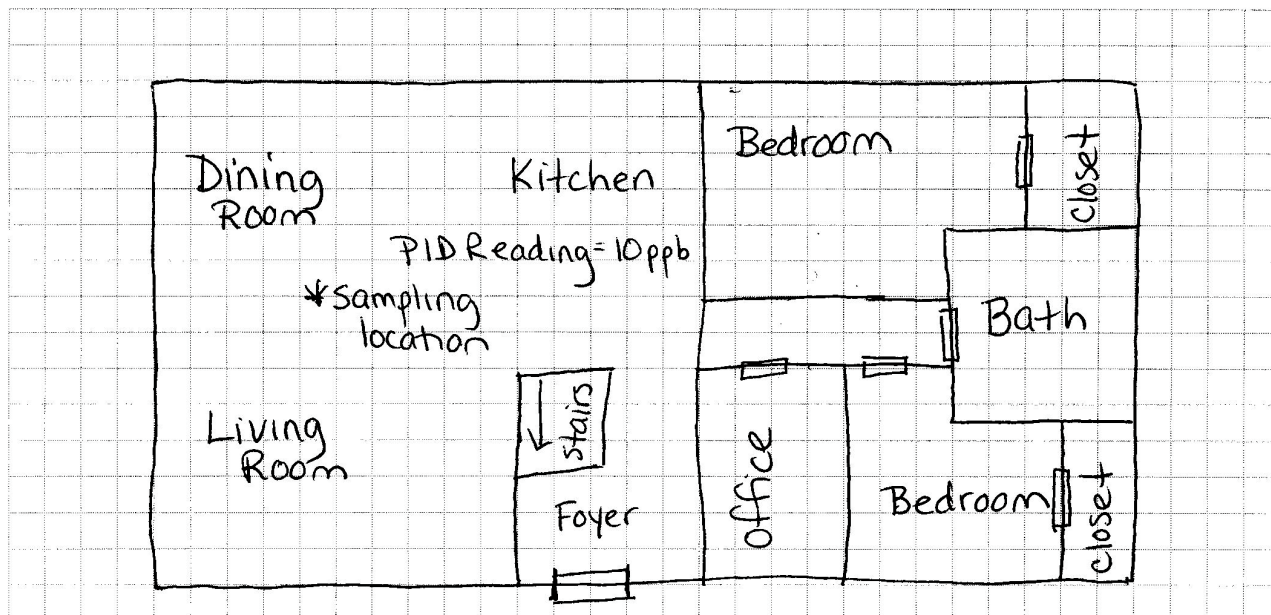 Dining
Room
Kitchen
Bedroom
closet
PID Reading=10ppb
*sampling
location
Bath
Living
Room
stairs
Foyer
office
Bedroom
closet